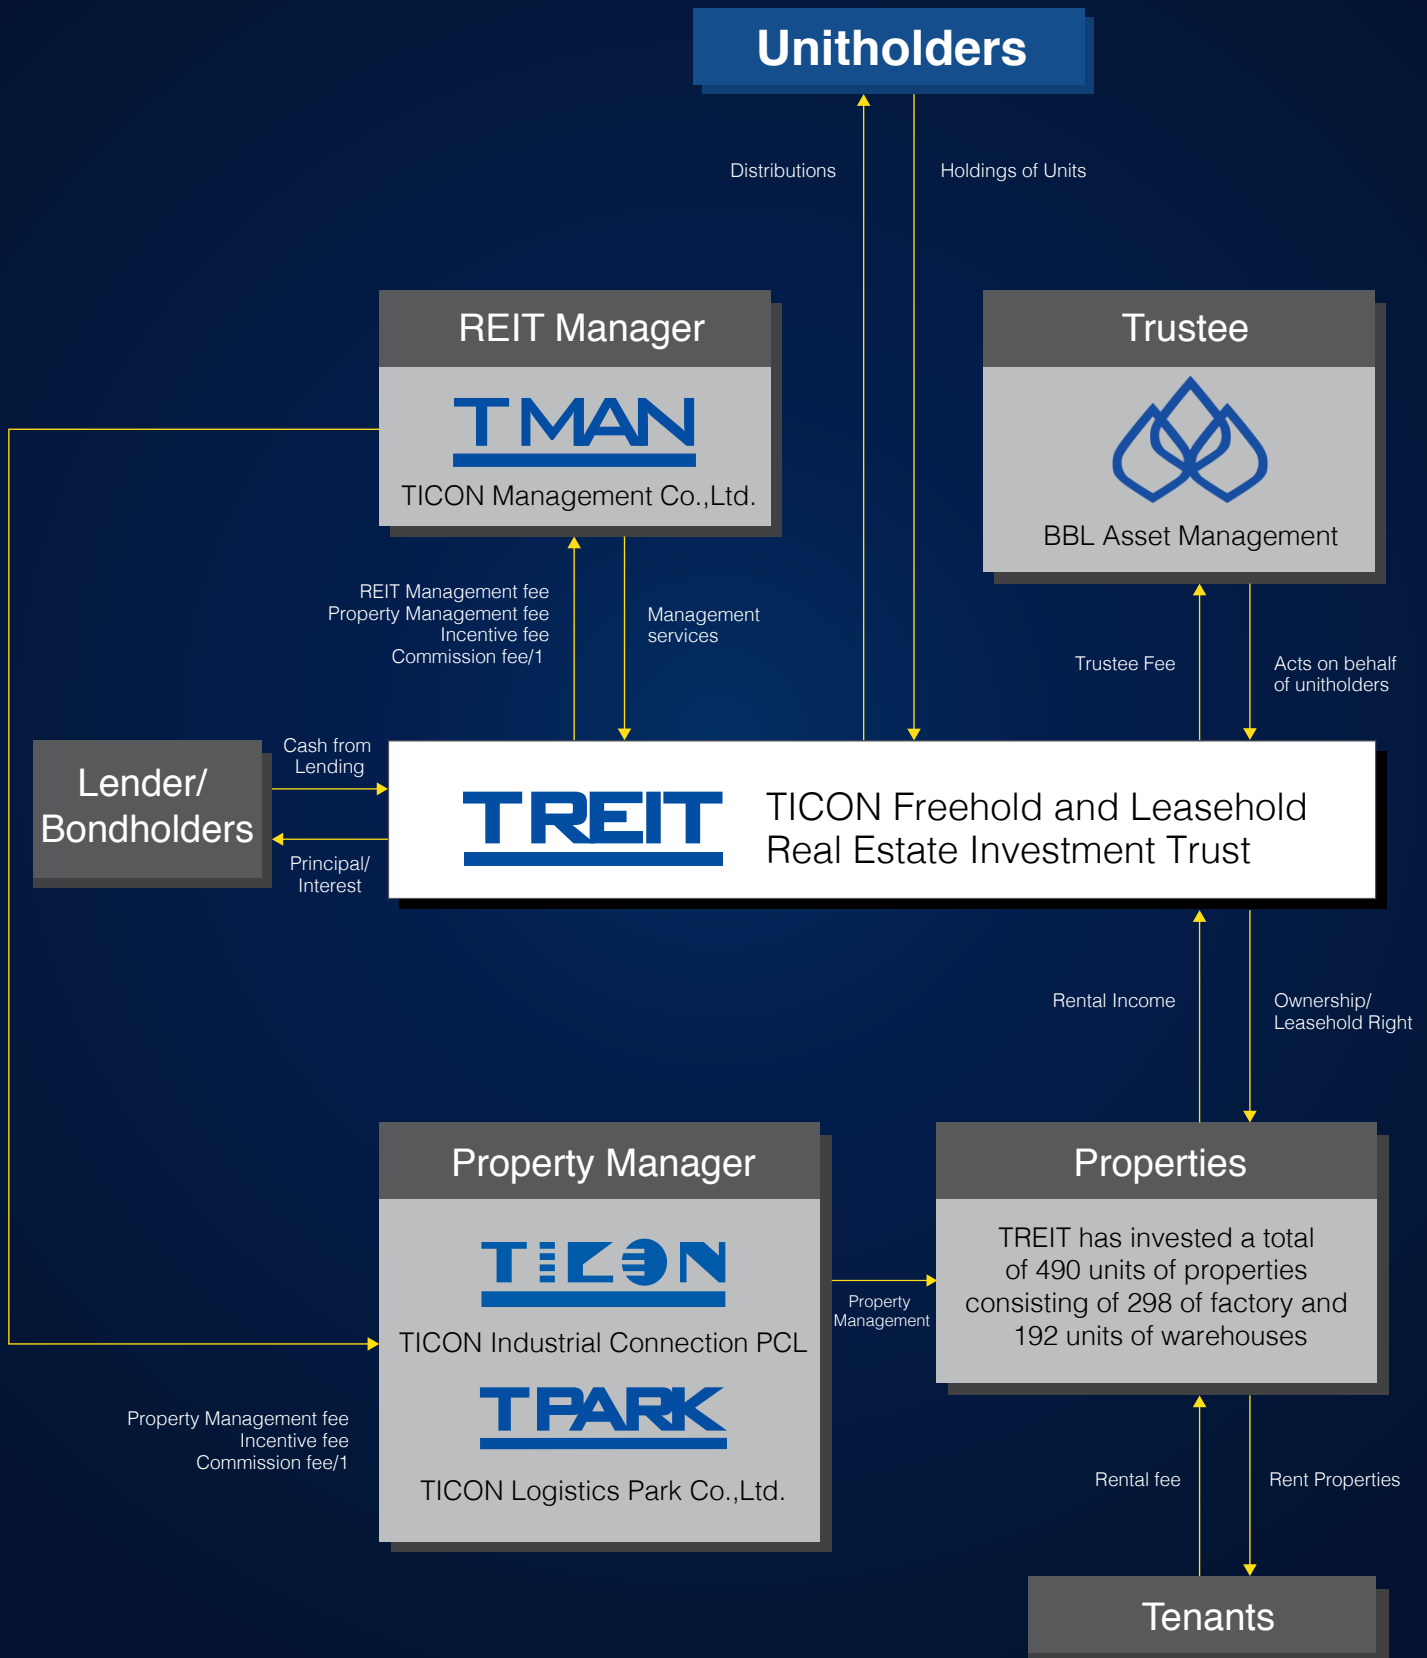 Unitholders
Distributions
Holdings of Units
REIT Manager
TMAN
TICON Management Co.,Ltd.
Trustee
BBL Asset Management
REIT Management fee
Property Management fee
Incentive fee
Commission fee/1
Management
services
Trustee Fee
Acts on behalf
of unitholders
Lender/
Bondholders
Cash from
Lending
Principal/
Interest
TREIT
TICON Freehold and Leasehold
Real Estate Investment Trust
Rental Income
Ownership/
Leasehold Right
Property Manager
TICON
TICON Industrial Connection PCL
TPARK
TICON Logistics Park Co.,Ltd.
Property
Management
Properties
TREIT has invested a total
of 490 units of properties
consisting of 298 of factory and
192 units of warehouses
Property Management fee
Incentive fee
Commission fee/1
Rental fee
Rent Properties
Tenants